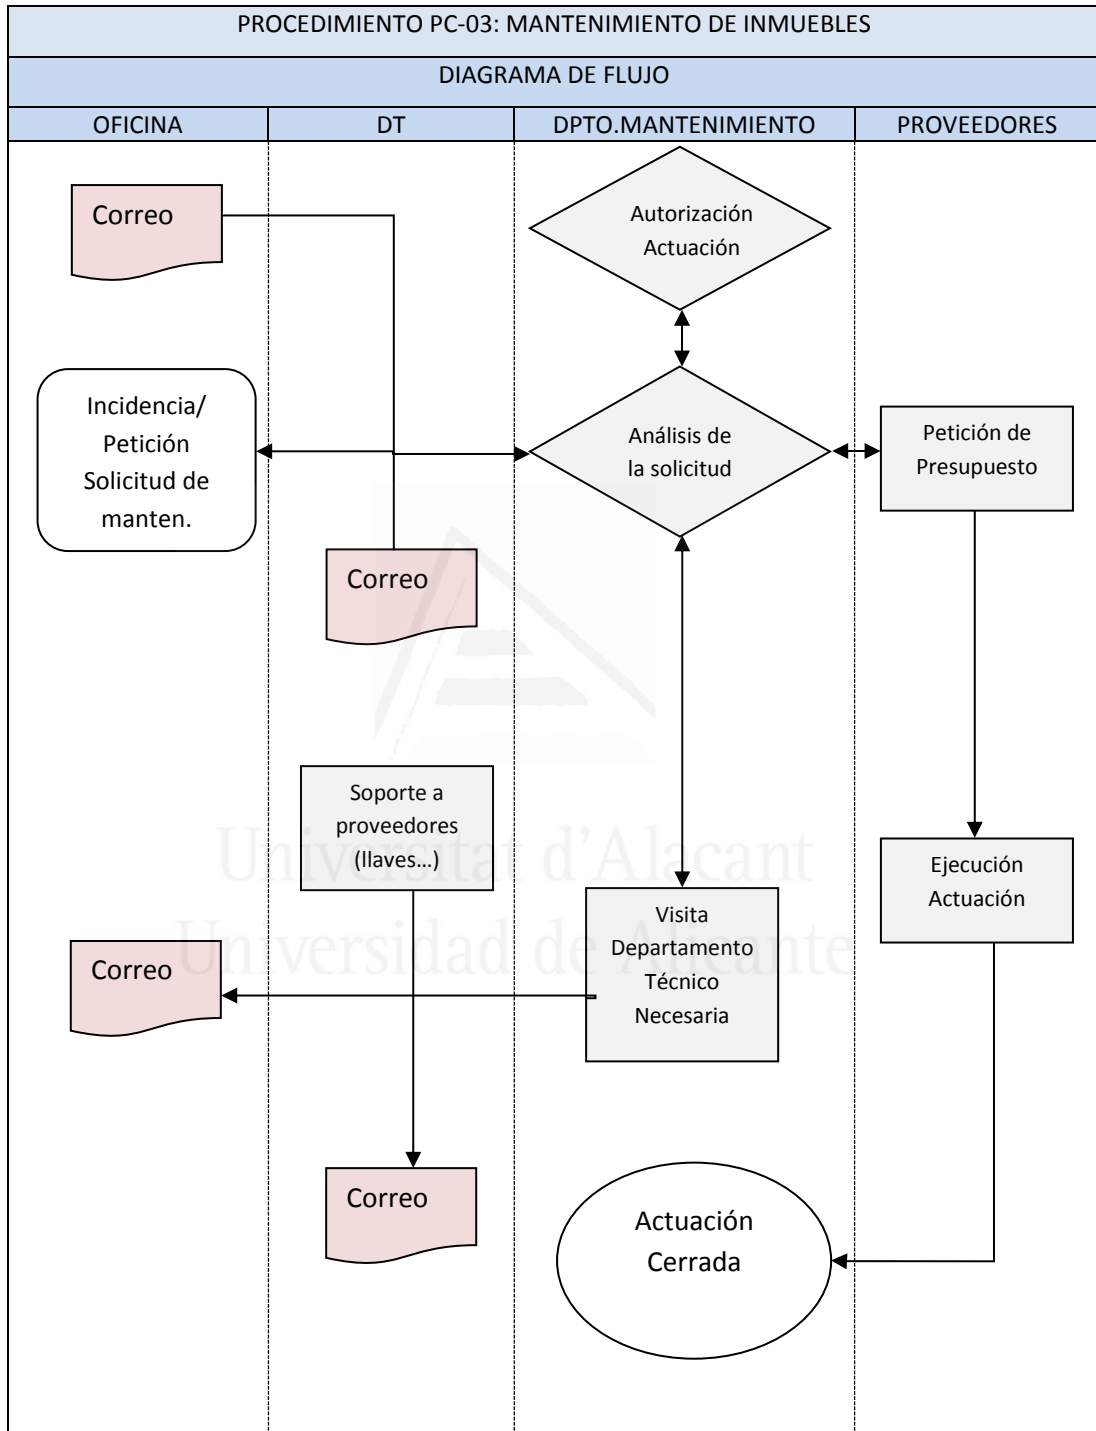 PROCEDIMIENTO PC-03: MANTENIMIENTO DE INMUEBLES
DIAGRAMA DE FLUJO
OFICINA
DT
DPTO.MANTENIMIENTO
PROVEEDORES
Correo
Autorización
Actuación
Incidencia/
Petición
Solicitud de
manten.
Análisis de
la solicitud
Petición de
Presupuesto
Correo
Soporte a
proveedores
(llaves...)
Ejecución
Actuación
Visita
Departamento
Técnico
Necesaria
Correo
Correo
Actuación
Cerrada
Universitat d'Alacant
Universidad de Alicante